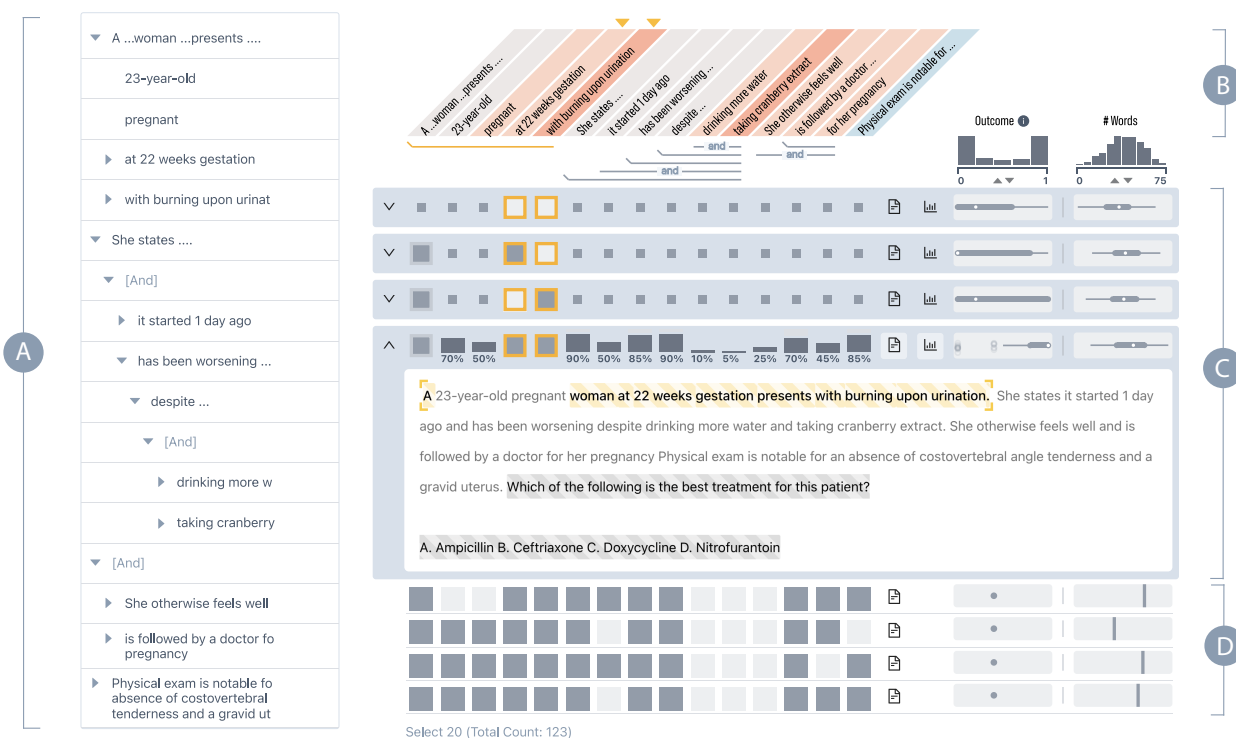 A
A ...woman ...presents ....
23-year-old
pregnant
at 22 weeks gestation
with burning upon urinat
She states ....
[And]
it started 1 day ago
has been worsening ...
despite ...
[And]
drinking more w
taking cranberry
[And]
She otherwise feels well
is followed by a doctor fo
pregnancy
Physical exam is notable fo
absence of costovertebral
tenderness and a gravid ut
A...woman...presents ....
23-year-old
pregnant
at 22 weeks gestation
with burning upon urination
She states ....
it started 1 day ago
has been worsening ...
despite ...
drinking more water
taking cranberry extract
She otherwise feels well
is followed by a doctor ...
for her pregnancy
Physical exam is notable for ...
and
and
and
Outcome i
# Words
0 1
0 75
B
70% 50% 90% 50% 85% 90% 10% 5% 25% 70% 45% 85%
A 23-year-old pregnant woman at 22 weeks gestation presents with burning upon urination. She states it started 1 day
ago and has been worsening despite drinking more water and taking cranberry extract. She otherwise feels well and is
followed by a doctor for her pregnancy Physical exam is notable for an absence of costovertebral angle tenderness and a
gravid uterus. Which of the following is the best treatment for this patient?
A. Ampicillin B. Ceftriaxone C. Doxycycline D. Nitrofurantoin
C
D
Select 20 (Total Count: 123)